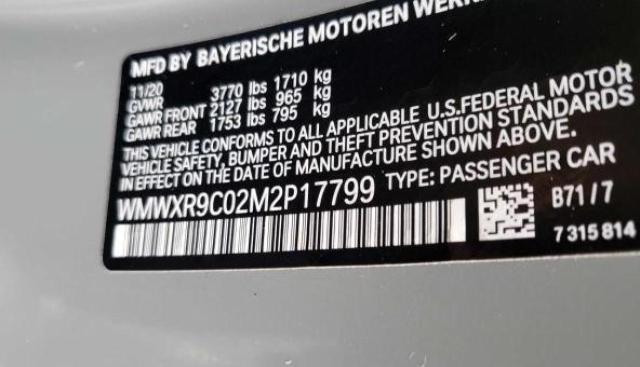 MFD BY BAYERISCHE MOTOREN WERK
11/20
GVWR 3770 lbs 1710 kg
GAWR FRONT 2127 lbs 965 kg
GAWR REAR 1753 lbs 795 kg
THIS VEHICLE CONFORMS TO ALL APPLICABLE U.S.FEDERAL MOTOR
VEHICLE SAFETY, BUMPER AND THEFT PREVENTION STANDARDS
IN EFFECT ON THE DATE OF MANUFACTURE SHOWN ABOVE.
WMWXR9C02M2P17799 TYPE: PASSENGER CAR
B71/7
7 315 814